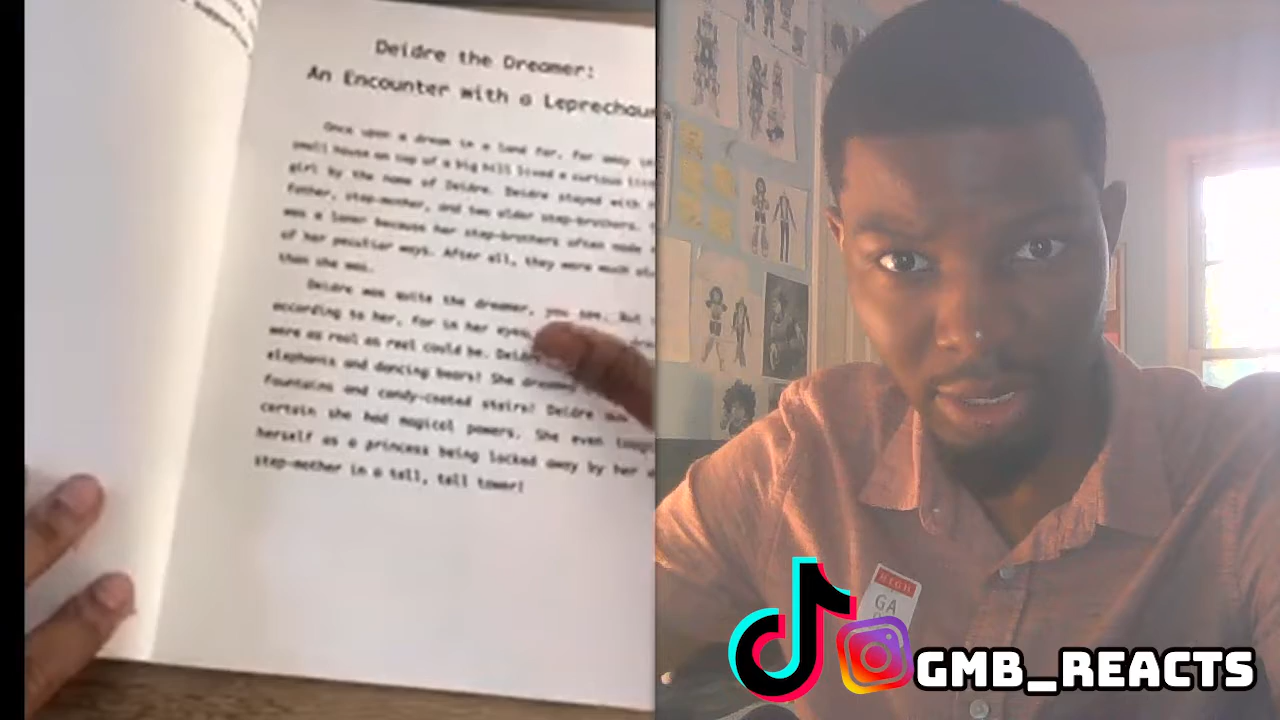 Deidre the Dreamer:
An Encounter with a Leprechaun
Once upon a dream in a land far, far away
small house on top of a big hill lived a curious
girl by the name of Deidre. Deidre stayed with
father, step-mother, and two older step-brothers.
was a loner because her step-brothers often made
of her peculiar ways. After all, they were much
than she was.
Deidre was quite the dreamer, you see. But
according to her, for in her eyes,
were as real as real could be.
elephants and dancing bears! She dreamed
fountains and candy-coated stairs! Deidre was
certain she had magical powers. She even
herself as a princess being locked away by her
step-mother in a tall, tall tower!
HIGH
GA
GMB_REACTS